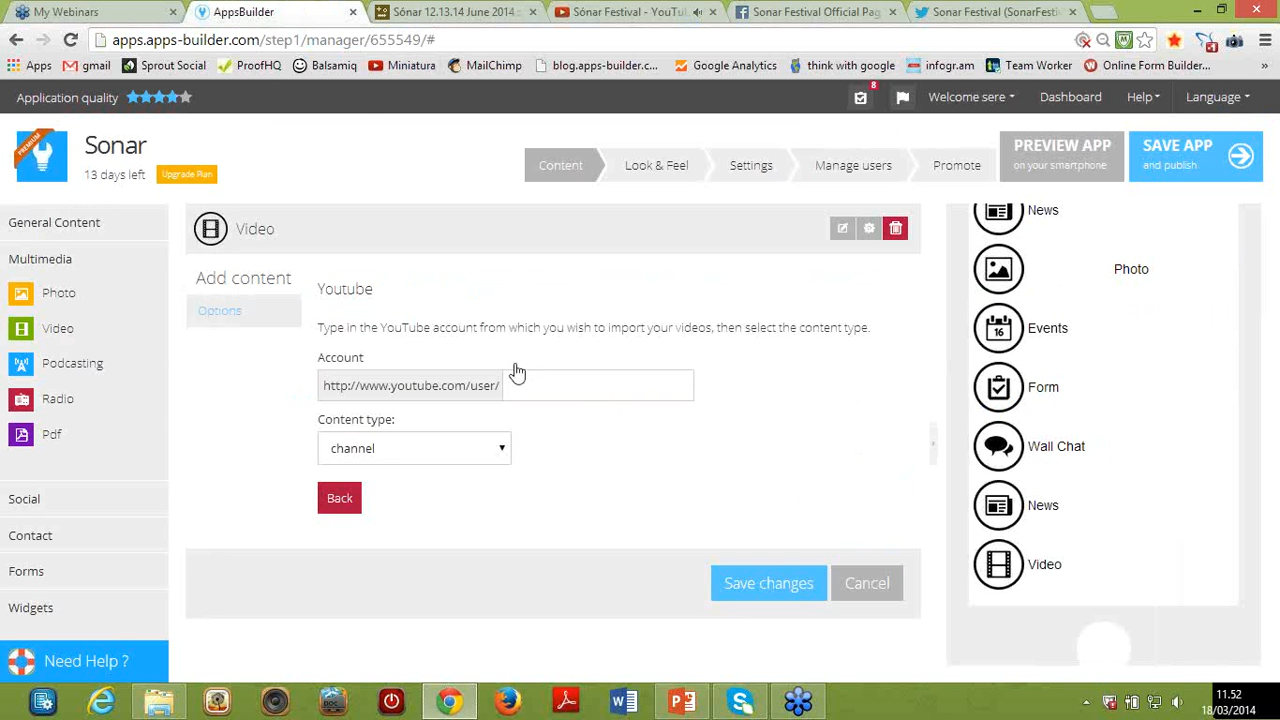 My Webinars
AppsBuilder
Sónar 12.13.14 June 2014
Sónar Festival - YouTu
Sónar Festival Official Pag
Sonar Festival (SonarFesti
apps.apps-builder.com/step1/manager/655549/#
Apps gmail Sprout Social ProofHQ Balsamiq Miniatura MailChimp blog.apps-builder.c... Google Analytics think with google infogr.am Team Worker Online Form Builder... »
Application quality
8
Welcome sere Dashboard Help Language
PREMIUM
Sonar
13 days left Upgrade Plan
Content Look & Feel Settings Manage users Promote
PREVIEW APP
on your smartphone
SAVE APP
and publish
General Content
Multimedia
Photo
Video
Podcasting
Radio
Pdf
Social
Contact
Forms
Widgets
Need Help ?
Video
Add content
Options
Youtube
Type in the YouTube account from which you wish to import your videos, then select the content type.
Account
http://www.youtube.com/user/
Content type:
channel
Back
Save changes Cancel
News
Photo
16
Events
Form
Wall Chat
News
Video
11.52
18/03/2014